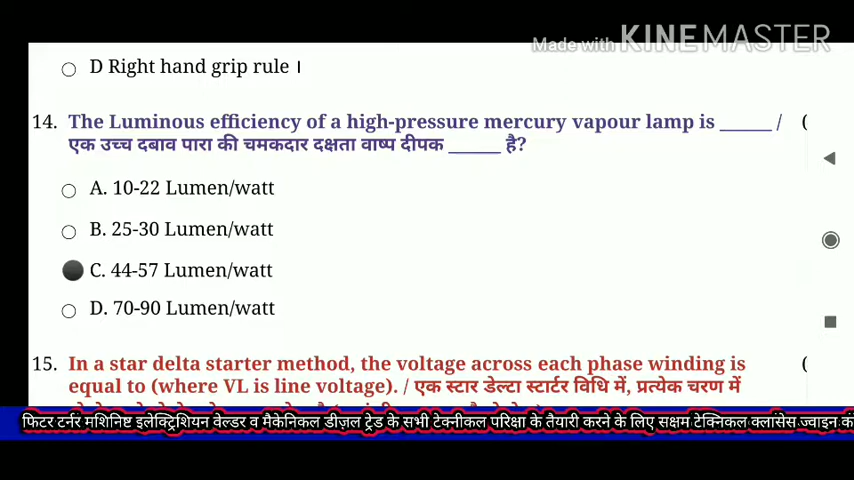 Made with KINEMASTER
D Right hand grip rule ।
14. The Luminous efficiency of a high-pressure mercury vapour lamp is ______ / (
एक उच्च दबाव पारा की चमकदार दक्षता वाष्प दीपक ______ है?
A. 10-22 Lumen/watt
B. 25-30 Lumen/watt
C. 44-57 Lumen/watt
D. 70-90 Lumen/watt
15. In a star delta starter method, the voltage across each phase winding is (
equal to (where VL is line voltage). / एक स्टार डेल्टा स्टार्टर विधि में, प्रत्येक चरण में
फिटर टर्नर मशिनिष्ट इलेक्ट्रिशियन वेल्डर व मैकेनिकल डीज़ल ट्रेड के सभी टेक्नीकल परिक्षा के तैयारी करने के लिए सक्षम टेक्निकल क्लासेस ज्वाइन कं